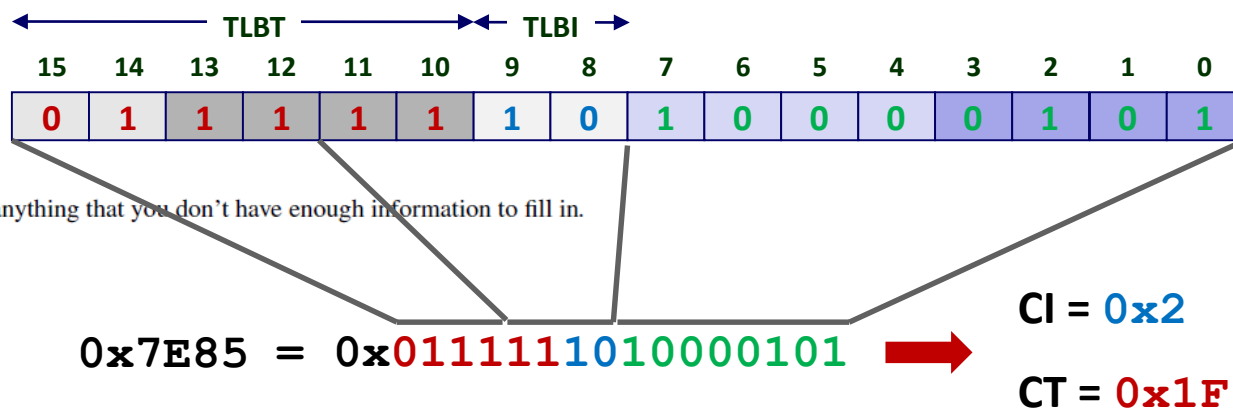 TLBT TLBI
15 14 13 12 11 10 9 8 7 6 5 4 3 2 1 0
0 1 1 1 1 1 1 0 1 0 0 0 0 1 0 1
anything that you don't have enough information to fill in.
CI = 0x2
0x7E85 = 0x0111111010000101
CT = 0x1F